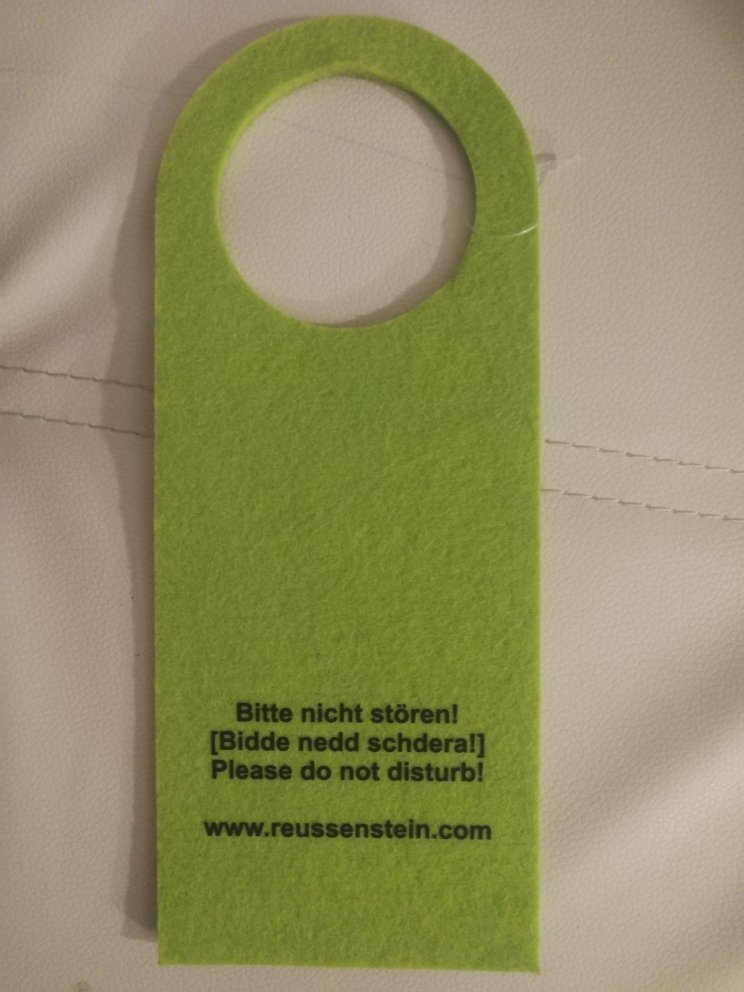 Bitte nicht stören!
[Bidde nedd schdera!]
Please do not disturb!
www.reussenstein.com